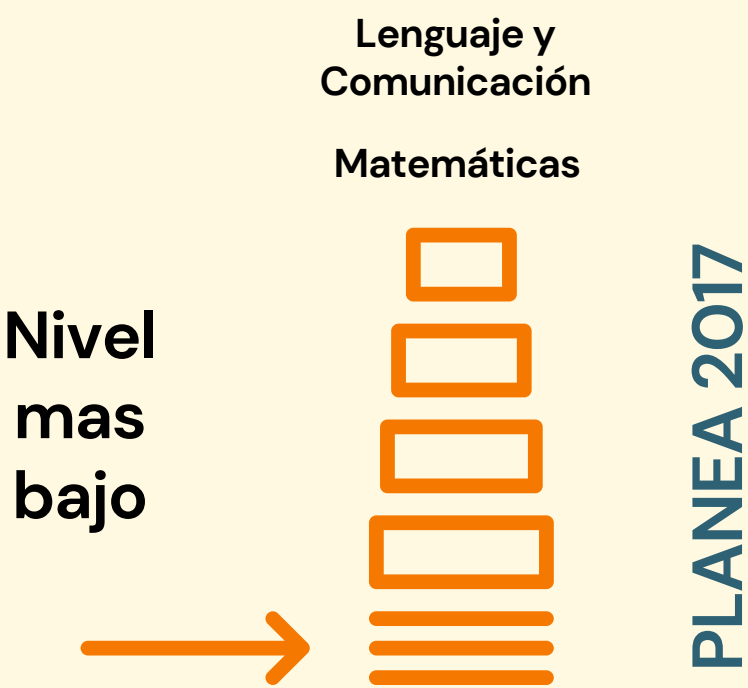 Lenguaje y
Comunicación
Matemáticas
Nivel
mas
bajo
PLANEA 2017